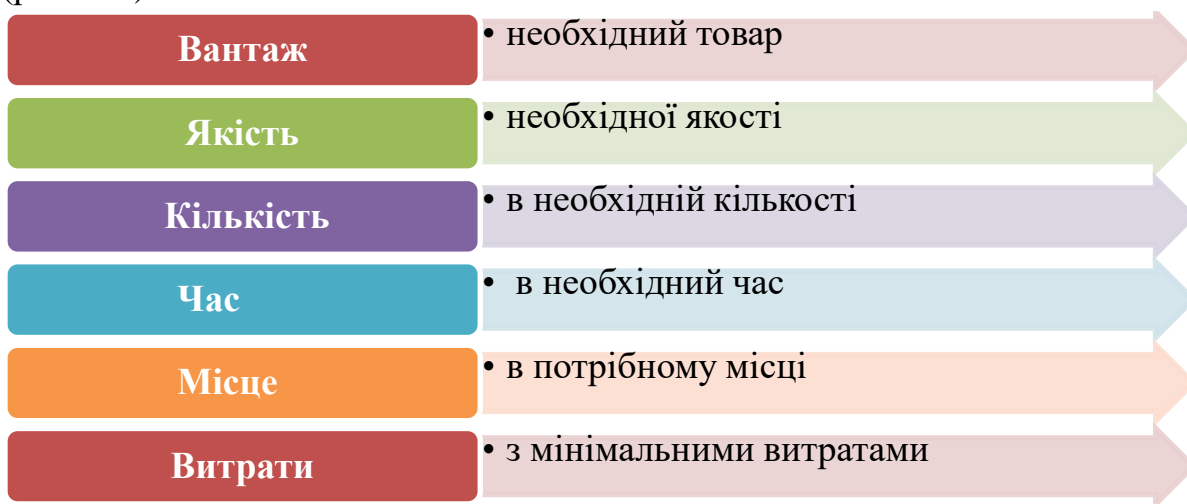 Вантаж
• необхідний товар
Якість
• необхідної якості
Кількість
• в необхідній кількості
Час
• в необхідний час
Місце
• в потрібному місці
Витрати
• з мінімальними витратами